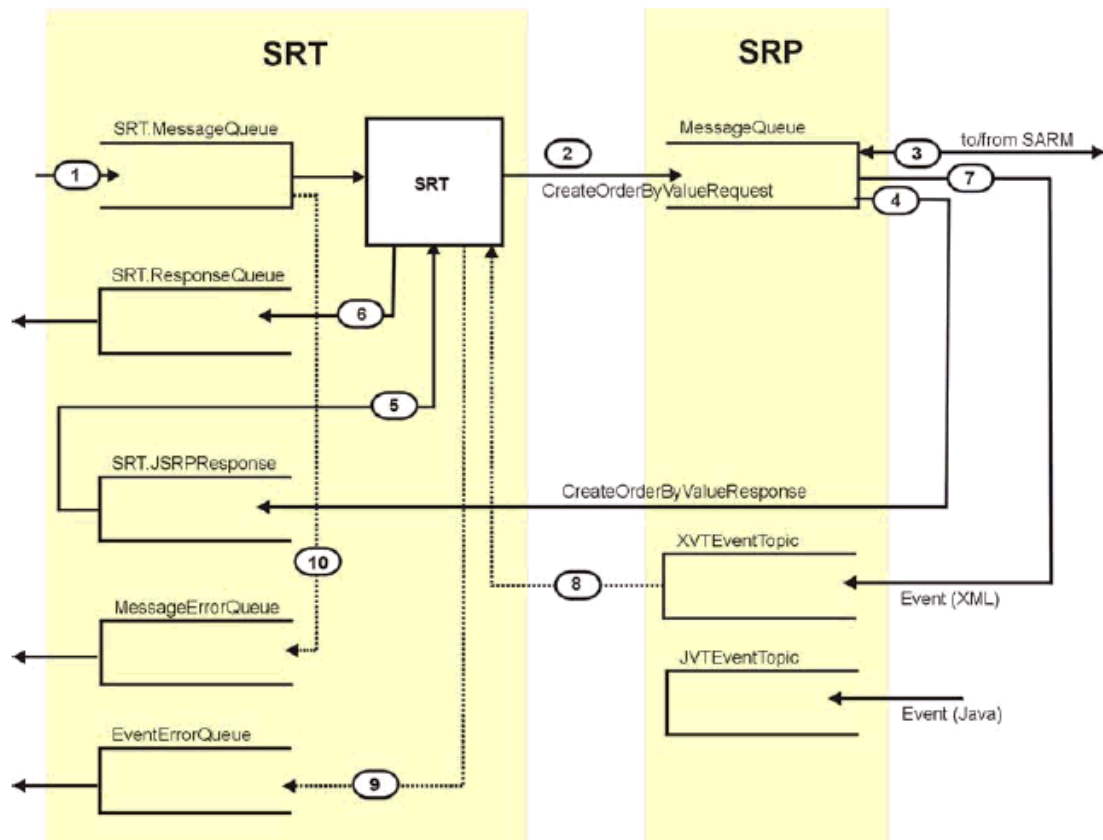 SRT
SRP
SRT.MessageQueue
MessageQueue
1
SRT
2
CreateOrderByValueRequest
3
to/from SARM
7
4
SRT.ResponseQueue
6
5
SRT.JSRPResponse
CreateOrderByValueResponse
10
XVTEventTopic
8
Event (XML)
MessageErrorQueue
JVTEventTopic
Event (Java)
EventErrorQueue
9